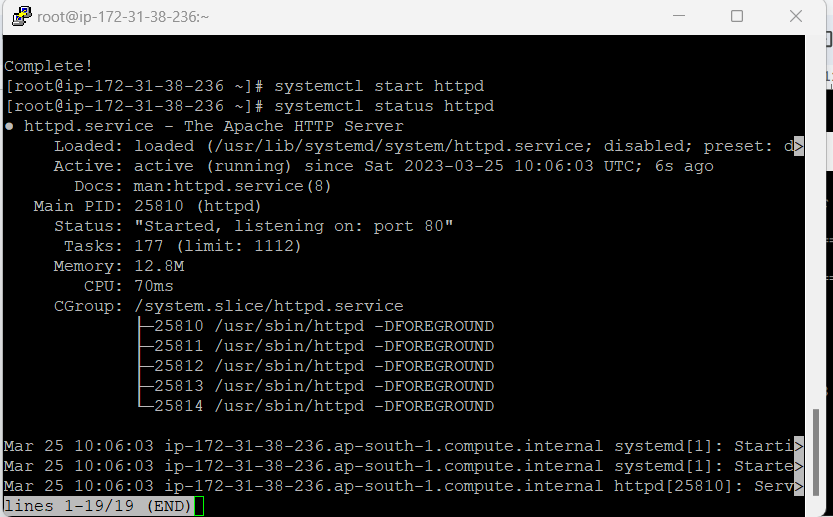 root@ip-172-31-38-236:~
Complete!
[root@ip-172-31-38-236 ~]# systemctl start httpd
[root@ip-172-31-38-236 ~]# systemctl status httpd
● httpd.service - The Apache HTTP Server
     Loaded: loaded (/usr/lib/systemd/system/httpd.service; disabled; preset: d>
     Active: active (running) since Sat 2023-03-25 10:06:03 UTC; 6s ago
       Docs: man:httpd.service(8)
   Main PID: 25810 (httpd)
     Status: "Started, listening on: port 80"
      Tasks: 177 (limit: 1112)
     Memory: 12.8M
        CPU: 70ms
     CGroup: /system.slice/httpd.service
             ├─25810 /usr/sbin/httpd -DFOREGROUND
             ├─25811 /usr/sbin/httpd -DFOREGROUND
             ├─25812 /usr/sbin/httpd -DFOREGROUND
             ├─25813 /usr/sbin/httpd -DFOREGROUND
             └─25814 /usr/sbin/httpd -DFOREGROUND
Mar 25 10:06:03 ip-172-31-38-236.ap-south-1.compute.internal systemd[1]: Starti>
Mar 25 10:06:03 ip-172-31-38-236.ap-south-1.compute.internal systemd[1]: Starte>
Mar 25 10:06:03 ip-172-31-38-236.ap-south-1.compute.internal httpd[25810]: Serv>
lines 1-19/19 (END)